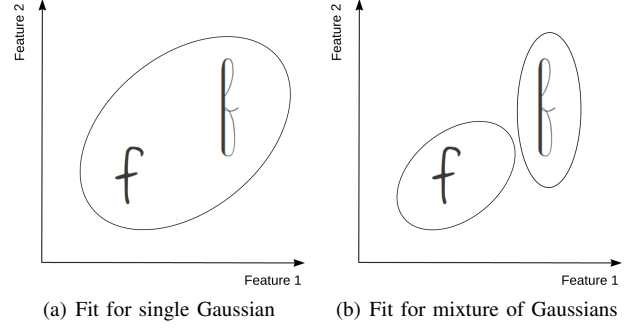 Feature 2
f
f
Feature 1
(a) Fit for single Gaussian
Feature 2
f
f
Feature 1
(b) Fit for mixture of Gaussians